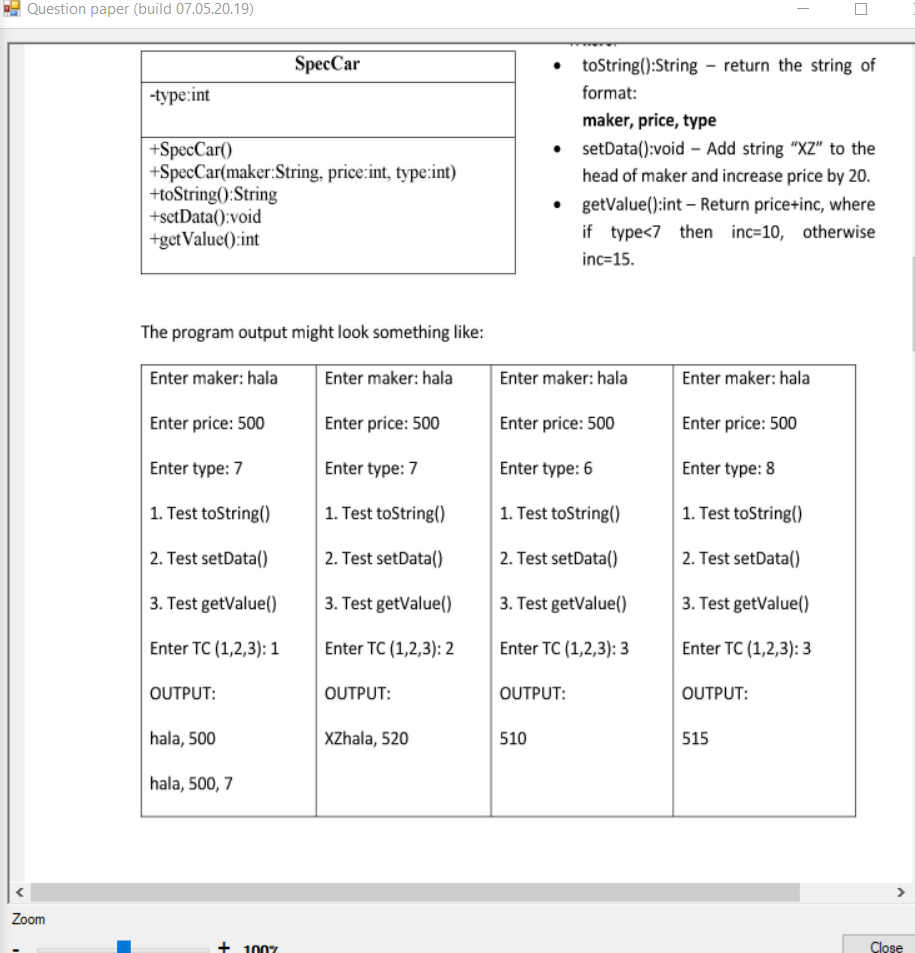 Question paper (build 07.05.20.19)
SpecCar
-type:int
+SpecCar()
+SpecCar(maker:String, price:int, type:int)
+toString():String
+setData():void
+getValue():int
• toString():String – return the string of
format:
maker, price, type
• setData():void – Add string “XZ” to the
head of maker and increase price by 20.
• getValue():int – Return price+inc, where
if type<7 then inc=10, otherwise
inc=15.
The program output might look something like:
Enter maker: hala
Enter price: 500
Enter type: 7
1. Test toString()
2. Test setData()
3. Test getValue()
Enter TC (1,2,3): 1
OUTPUT:
hala, 500
hala, 500, 7
Enter maker: hala
Enter price: 500
Enter type: 7
1. Test toString()
2. Test setData()
3. Test getValue()
Enter TC (1,2,3): 2
OUTPUT:
XZhala, 520
Enter maker: hala
Enter price: 500
Enter type: 6
1. Test toString()
2. Test setData()
3. Test getValue()
Enter TC (1,2,3): 3
OUTPUT:
510
Enter maker: hala
Enter price: 500
Enter type: 8
1. Test toString()
2. Test setData()
3. Test getValue()
Enter TC (1,2,3): 3
OUTPUT:
515
Zoom
- + 100%
Close